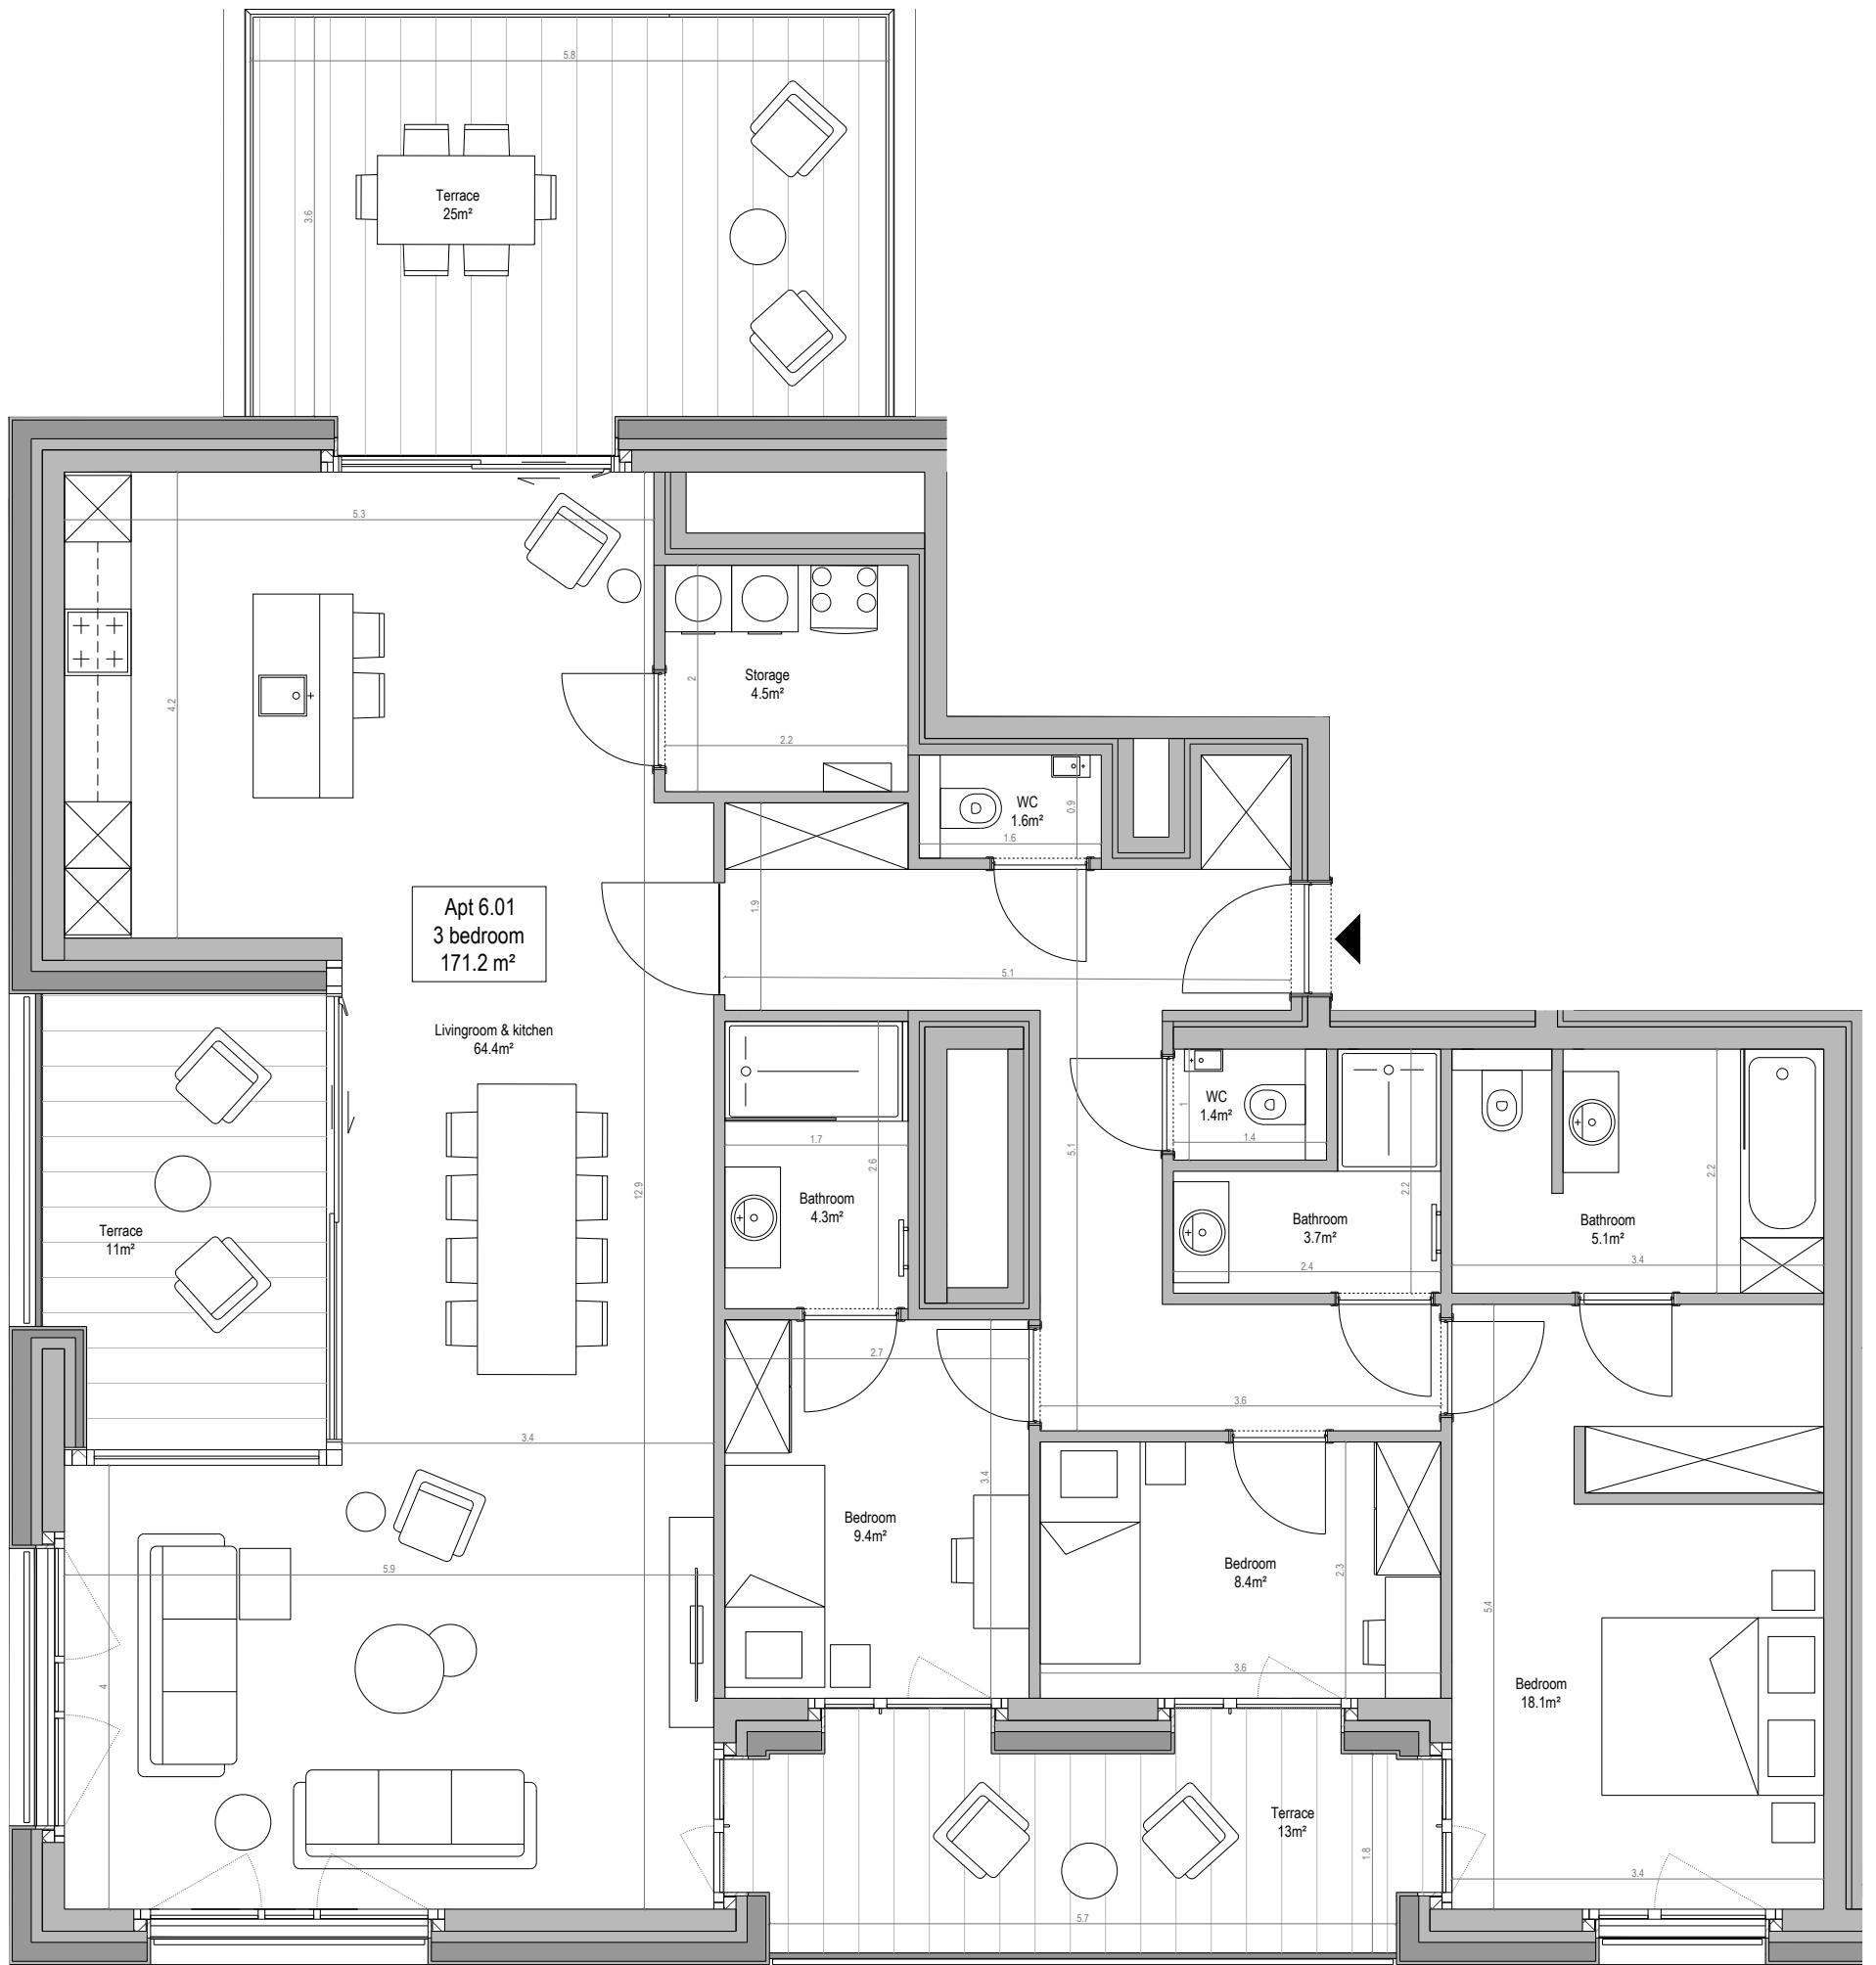 5.8
Terrace
25m²
3.6
5.3
4.2
Storage
4.5m²
2
2.2
WC
1.6m²
0.9
1.6
Apt 6.01
3 bedroom
171.2 m²
1.9
5.1
Livingroom & kitchen
64.4m²
12.9
Terrace
11m²
1.7
2.6
Bathroom
4.3m²
5.1
WC
1.4m²
1
1.4
2.2
Bathroom
3.7m²
2.4
2.2
Bathroom
5.1m²
3.4
2.7
3.6
3.4
3.4
Bedroom
9.4m²
Bedroom
8.4m²
2.3
3.6
5.4
5.9
4
Bedroom
18.1m²
Terrace
13m²
1.8
3.4
5.7